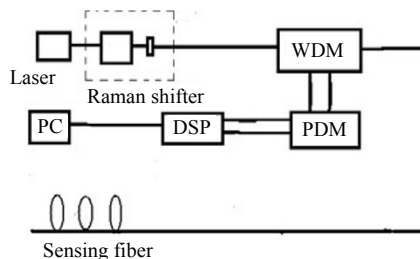 WDM
Laser
Raman shifter
PC
DSP
PDM
Sensing fiber